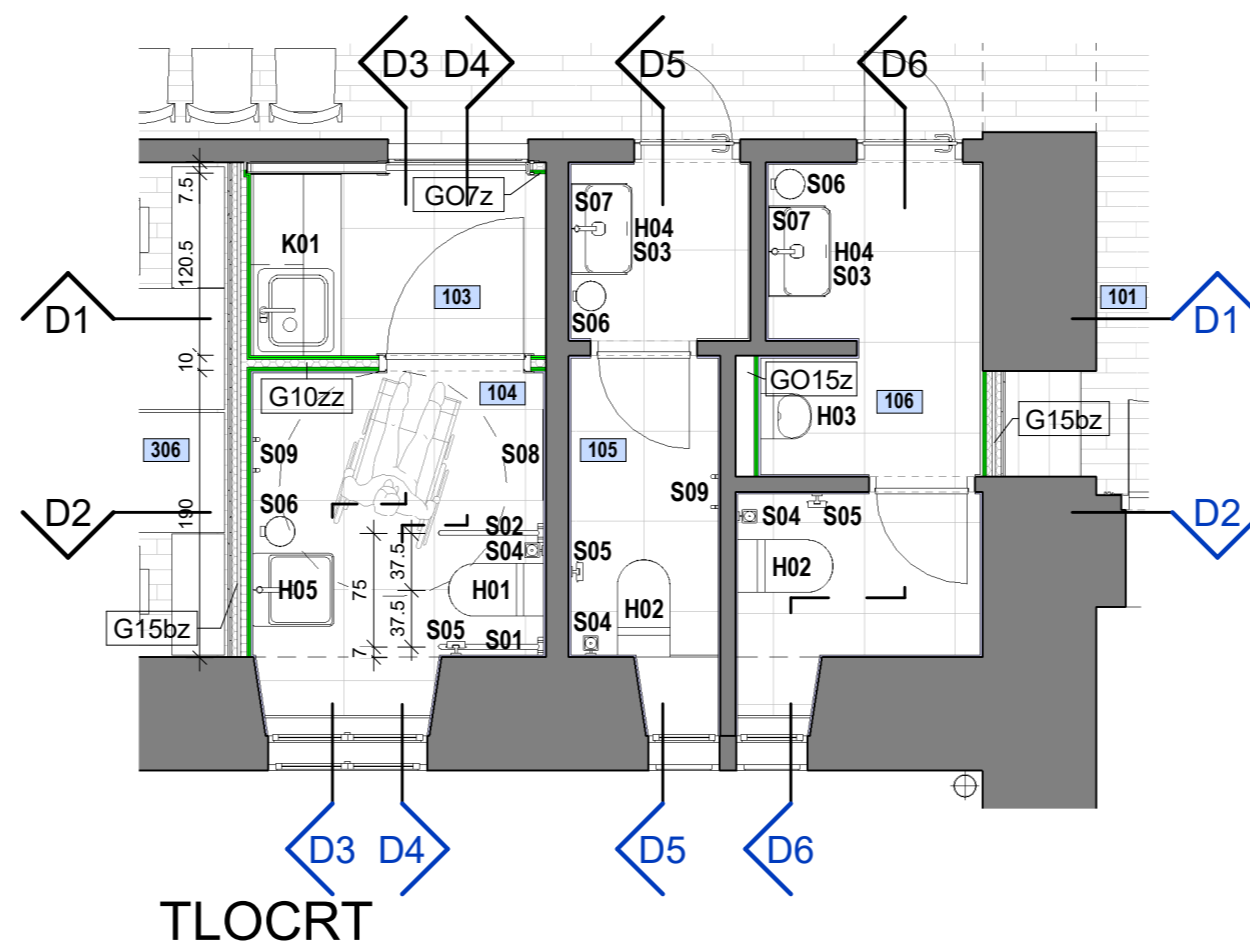 D3 D4 D5 D6
7.5
GO7z
S07
S06
S07
K01
H04
S03
H04
S03
120.5
103
101
D1
S06
D1
10
G10zz
104
GO15z
H03
106
G15bz
306
S09
S08
105
S09
S06
D2
190
S02
S04
S04
S05
D2
S05
37.5
75
H05
H01
H02
H02
37.5
G15bz
S05
S01
S04
7
D3 D4 D5 D6
TLOCRT